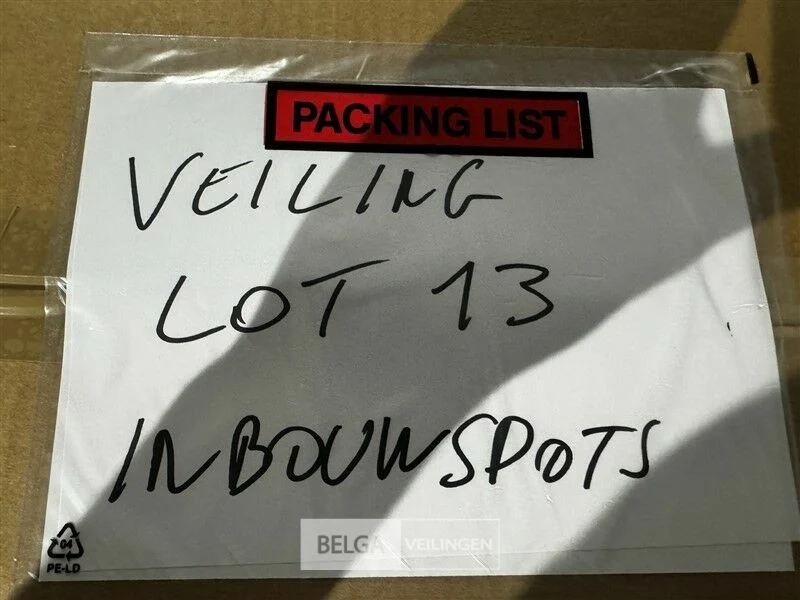 PACKING LIST
VEILING
LOT 13
INBOUWSPOTS
04
PE-LD
BELGA VEILINGEN